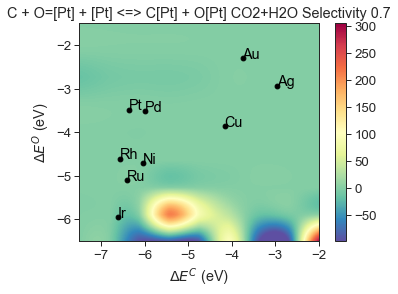 C + O=[Pt] + [Pt] <=> C[Pt] + O[Pt] CO2+H2O Selectivity 0.7
ΔE^O (eV)
−2
−3
−4
−5
−6
Au
Ag
Pt
Pd
Cu
Rh
Ni
Ru
Ir
−7
−6
−5
−4
−3
−2
ΔE^C (eV)
300
250
200
150
100
50
0
−50